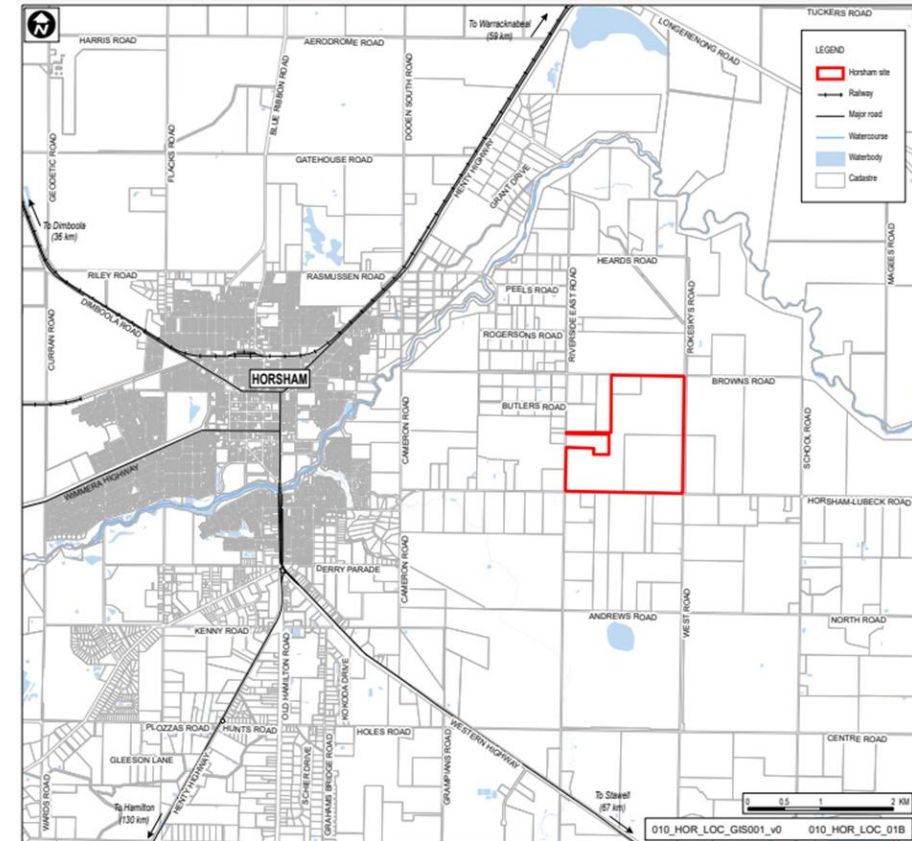 N
To Warracknabeal
(59 km)
TUCKERS ROAD
HARRIS ROAD
AERODROME ROAD
LONGERENONG ROAD
LEGEND
Horsham site
Railway
Major road
Watercourse
Waterbody
Cadastre
BLUE RIBBON ROAD
DOOEN SOUTH ROAD
GEODETIC ROAD
FLACKS ROAD
GATEHOUSE ROAD
HENTY HIGHWAY
GRANT DRIVE
To Dimboola
(36 km)
MAGEES ROAD
HEARDS ROAD
RILEY ROAD
RASMUSSEN ROAD
PEELS ROAD
RIVERSIDE EAST ROAD
ROKESKYS ROAD
DIMBOOLA ROAD
CURRAN ROAD
ROGERSONS ROAD
HORSHAM
BROWNS ROAD
BUTLERS ROAD
CAMERON ROAD
SCHOOL ROAD
WIMMERA HIGHWAY
HORSHAM-LUBECK ROAD
DERRY PARADE
CAMERON ROAD
KENNY ROAD
ANDREWS ROAD
WEST ROAD
NORTH ROAD
OLD HAMILTON ROAD
KOKODA DRIVE
PLOZZAS ROAD
HUNTS ROAD
HOLES ROAD
WESTERN HIGHWAY
CENTRE ROAD
GLEESON LANE
HENTY HIGHWAY
SCHIER DRIVE
GRAHAMS BRIDGE ROAD
GRAMPIANS ROAD
WARDS ROAD
To Hamilton
(130 km)
To Stawell
(67 km)
0 0.5 1 2 KM
010_HOR_LOC_GIS001_v0 010_HOR_LOC_01B